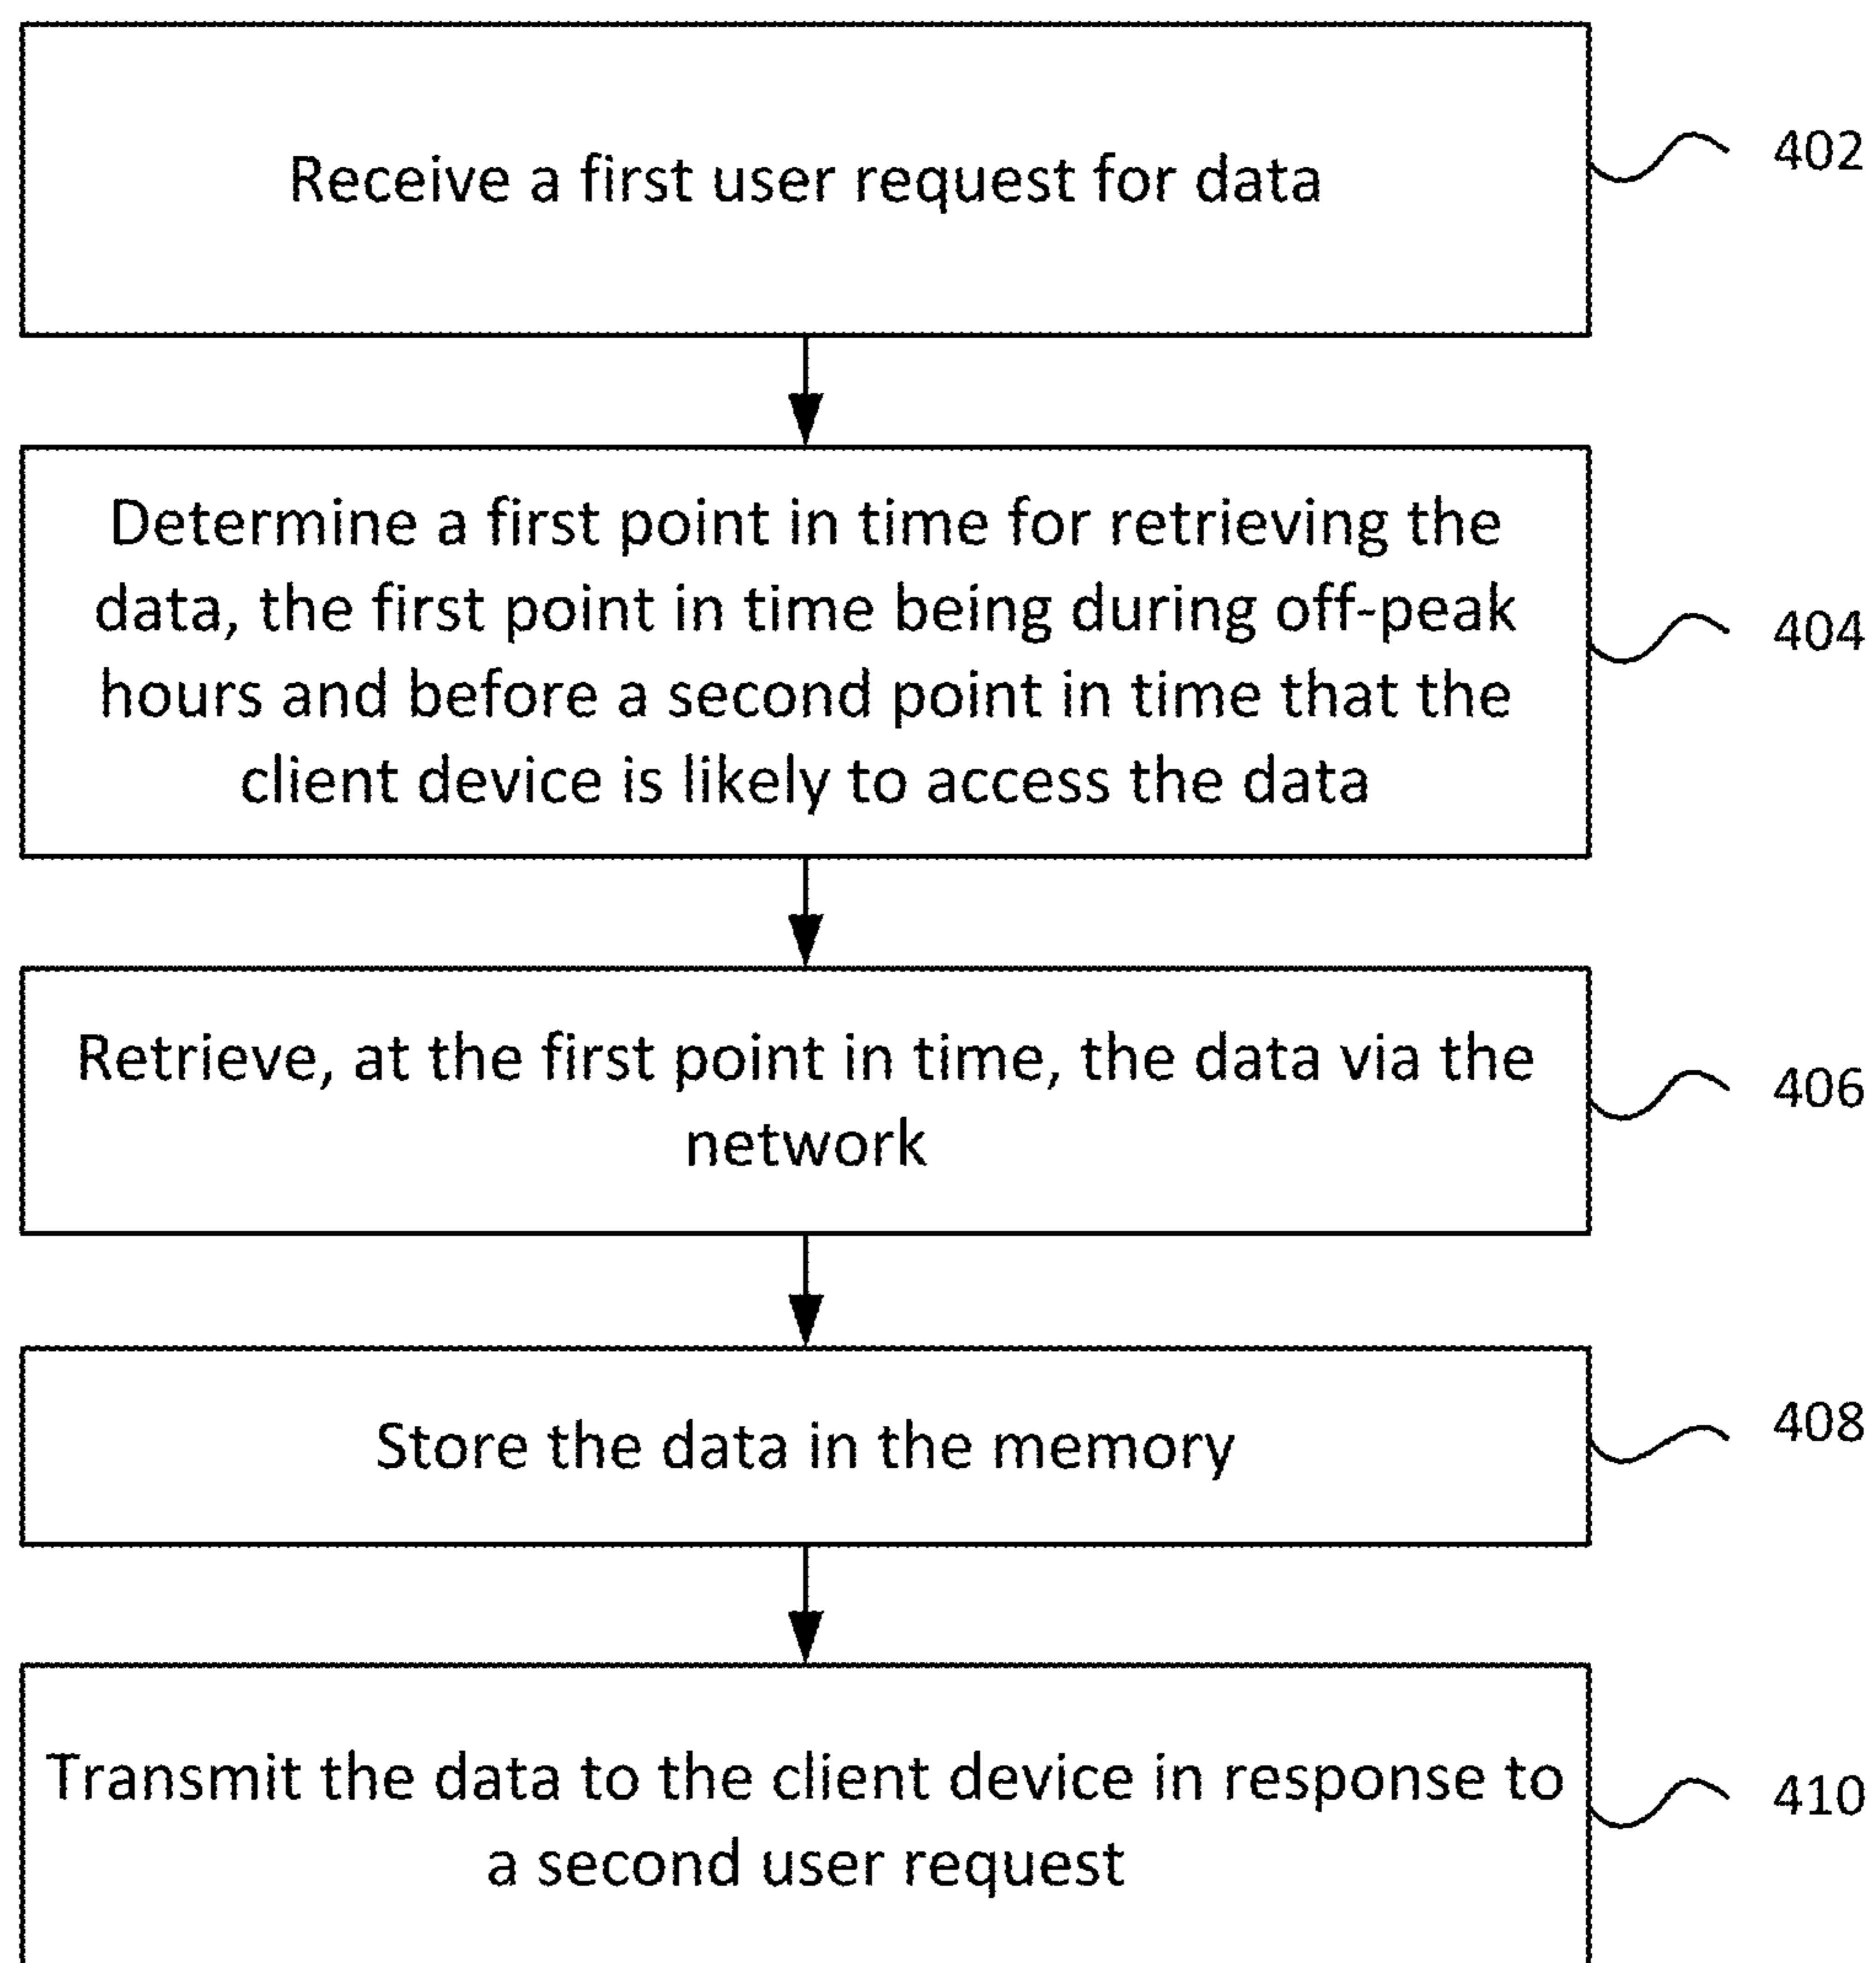 Receive a first user request for data
402
Determine a first point in time for retrieving the
data, the first point in time being during off-peak
hours and before a second point in time that the
client device is likely to access the data
404
Retrieve, at the first point in time, the data via the
network
406
Store the data in the memory
408
Transmit the data to the client device in response to
a second user request
410